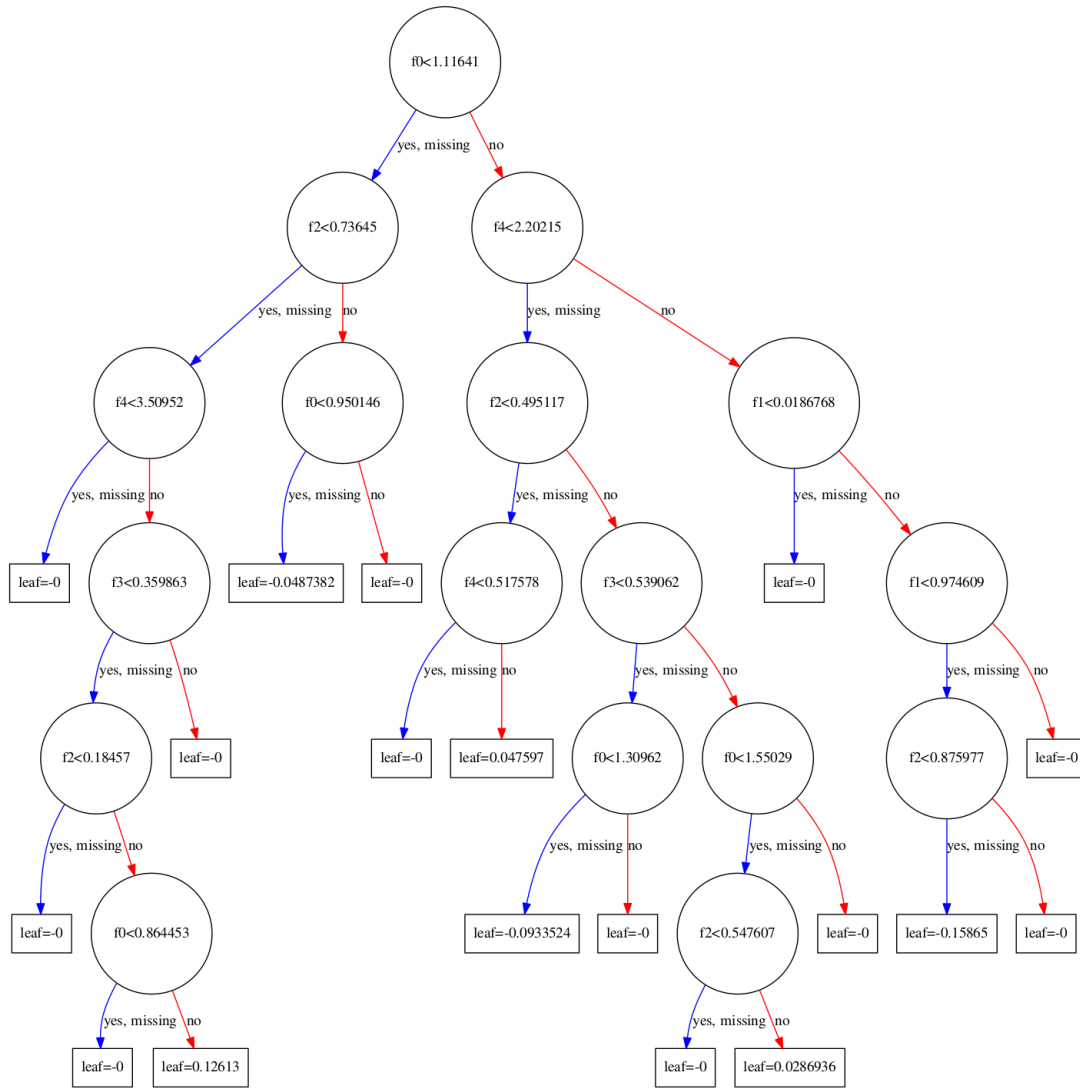 f0<1.11641
yes, missing
no
f2<0.73645
f4<2.20215
yes, missing
no
yes, missing
no
f4<3.50952
f0<0.950146
f2<0.495117
f1<0.0186768
yes, missing
no
yes, missing
no
yes, missing
no
yes, missing
no
leaf=-0
f3<0.359863
leaf=-0.0487382
leaf=-0
f4<0.517578
f3<0.539062
leaf=-0
f1<0.974609
yes, missing
no
yes, missing
no
yes, missing
no
yes, missing
no
f2<0.18457
leaf=-0
leaf=-0
leaf=0.047597
f0<1.30962
f0<1.55029
f2<0.875977
leaf=-0
yes, missing
no
yes, missing
no
yes, missing
no
yes, missing
no
leaf=-0
f0<0.864453
leaf=-0.0933524
leaf=-0
f2<0.547607
leaf=-0
leaf=-0.15865
leaf=-0
yes, missing
no
yes, missing
no
leaf=-0
leaf=0.12613
leaf=-0
leaf=0.0286936